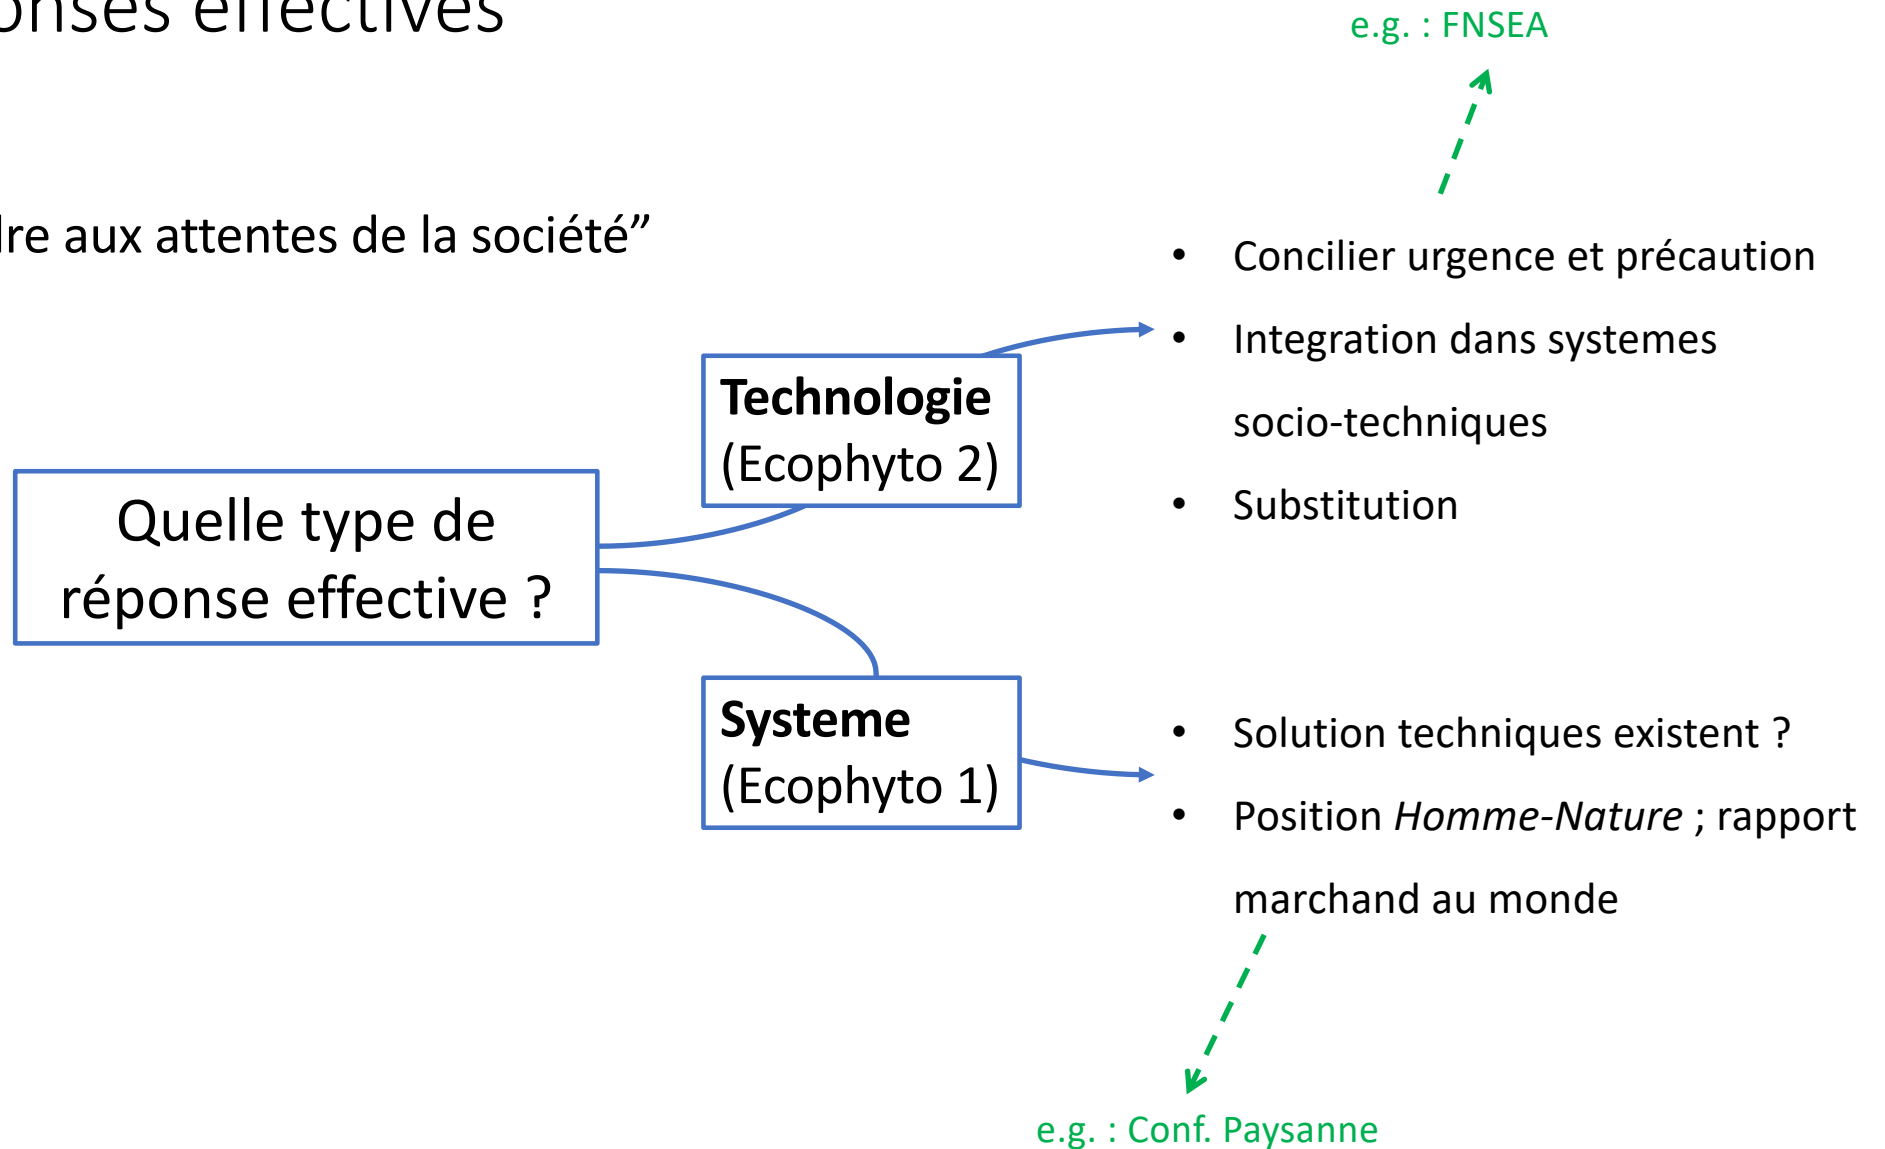 onses effectives
e.g. : FNSEA
dre aux attentes de la société”
• Concilier urgence et précaution
• Integration dans systemes
socio-techniques
• Substitution
Technologie
(Ecophyto 2)
Quelle type de
réponse effective ?
Systeme
(Ecophyto 1)
• Solution techniques existent ?
• Position Homme-Nature ; rapport
marchand au monde
e.g. : Conf. Paysanne